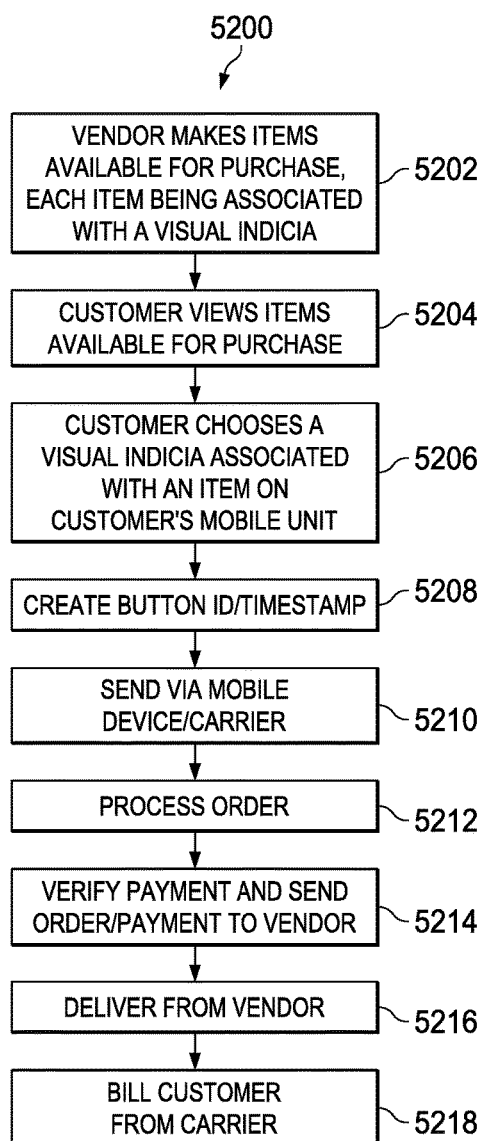 5200
VENDOR MAKES ITEMS
AVAILABLE FOR PURCHASE,
EACH ITEM BEING ASSOCIATED
WITH A VISUAL INDICIA
5202
CUSTOMER VIEWS ITEMS
AVAILABLE FOR PURCHASE
5204
CUSTOMER CHOOSES A
VISUAL INDICIA ASSOCIATED
WITH AN ITEM ON
CUSTOMER'S MOBILE UNIT
5206
CREATE BUTTON ID/TIMESTAMP
5208
SEND VIA MOBILE
DEVICE/CARRIER
5210
PROCESS ORDER
5212
VERIFY PAYMENT AND SEND
ORDER/PAYMENT TO VENDOR
5214
DELIVER FROM VENDOR
5216
BILL CUSTOMER
FROM CARRIER
5218